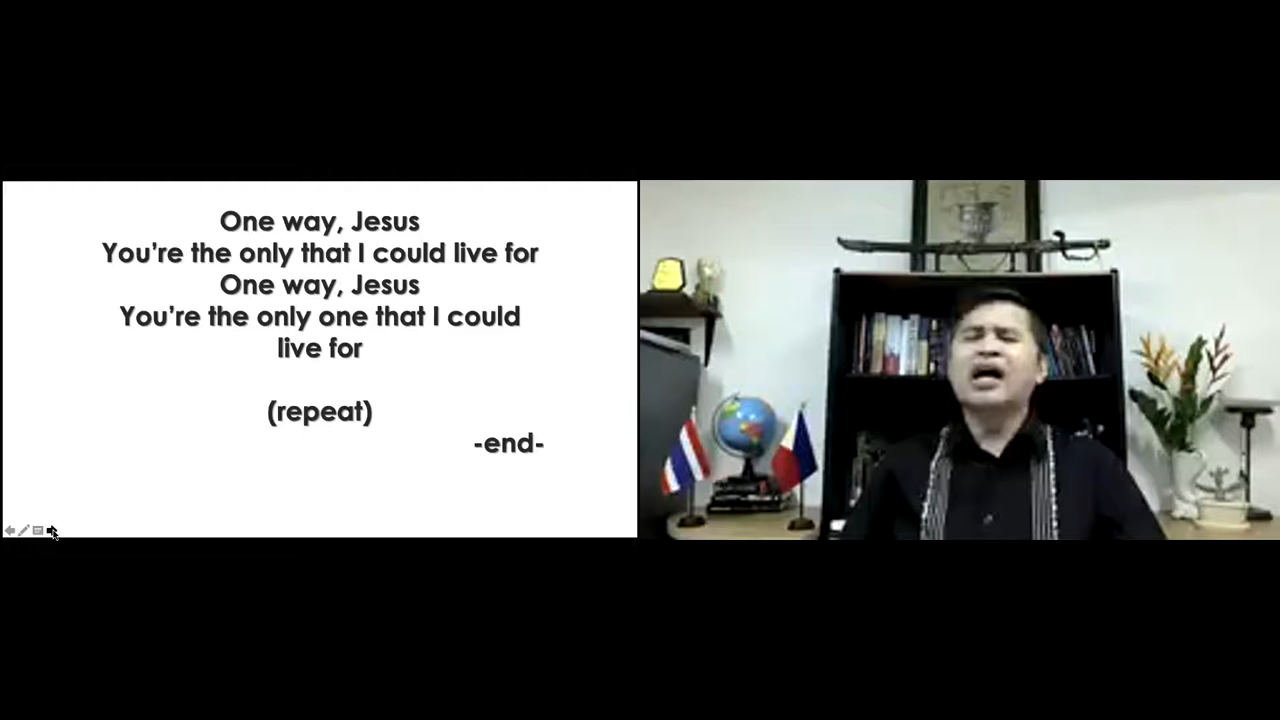 One way, Jesus
You're the only that I could live for
One way, Jesus
You're the only one that I could
live for
(repeat)
-end-